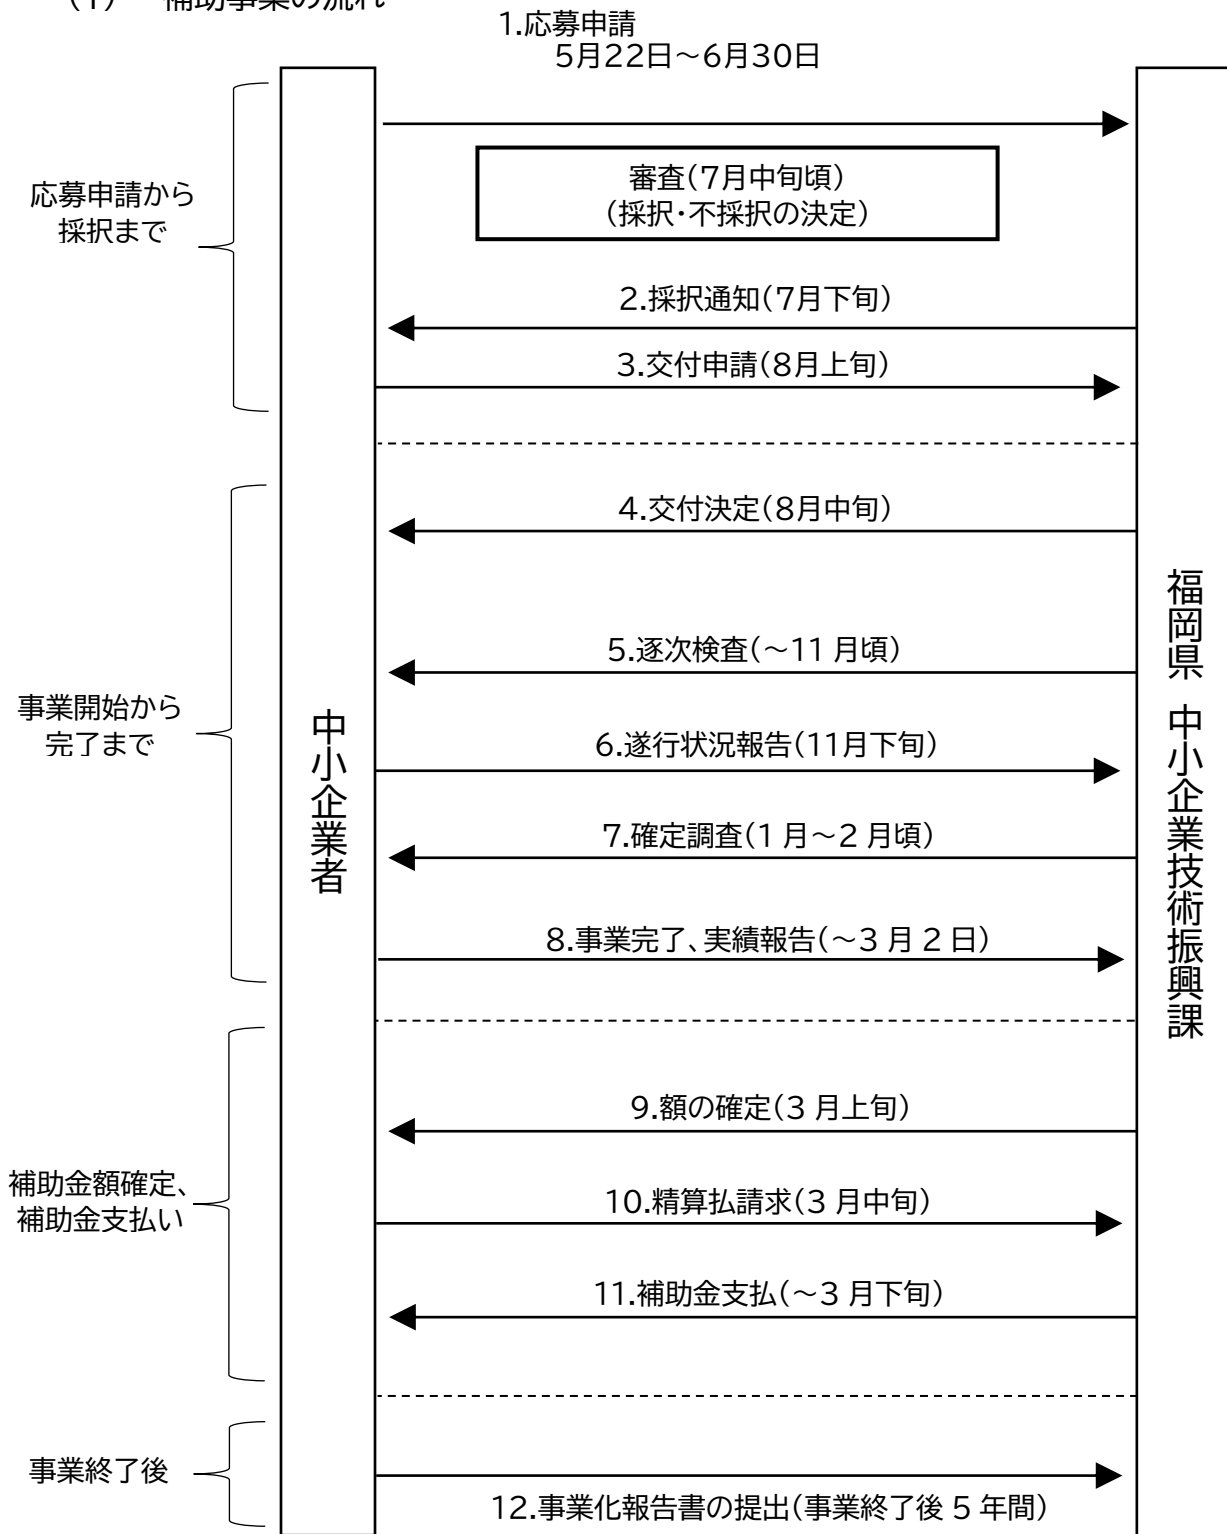 (1) 補助事業の流れ
1.応募申請
5月22日～6月30日
応募申請から
採択まで
審査(7月中旬頃)
(採択・不採択の決定)
2.採択通知(7月下旬)
3.交付申請(8月上旬)
4.交付決定(8月中旬)
5.逐次検査(～11 月頃)
事業開始から
完了まで
6.遂行状況報告(11月下旬)
7.確定調査(1 月～2 月頃)
8.事業完了、実績報告(～3 月 2 日)
中小企業者
福岡県 中小企業技術振興課
9.額の確定(3 月上旬)
補助金額確定、
補助金支払い
10.精算払請求(3 月中旬)
11.補助金支払(～3 月下旬)
事業終了後
12.事業化報告書の提出(事業終了後 5 年間)